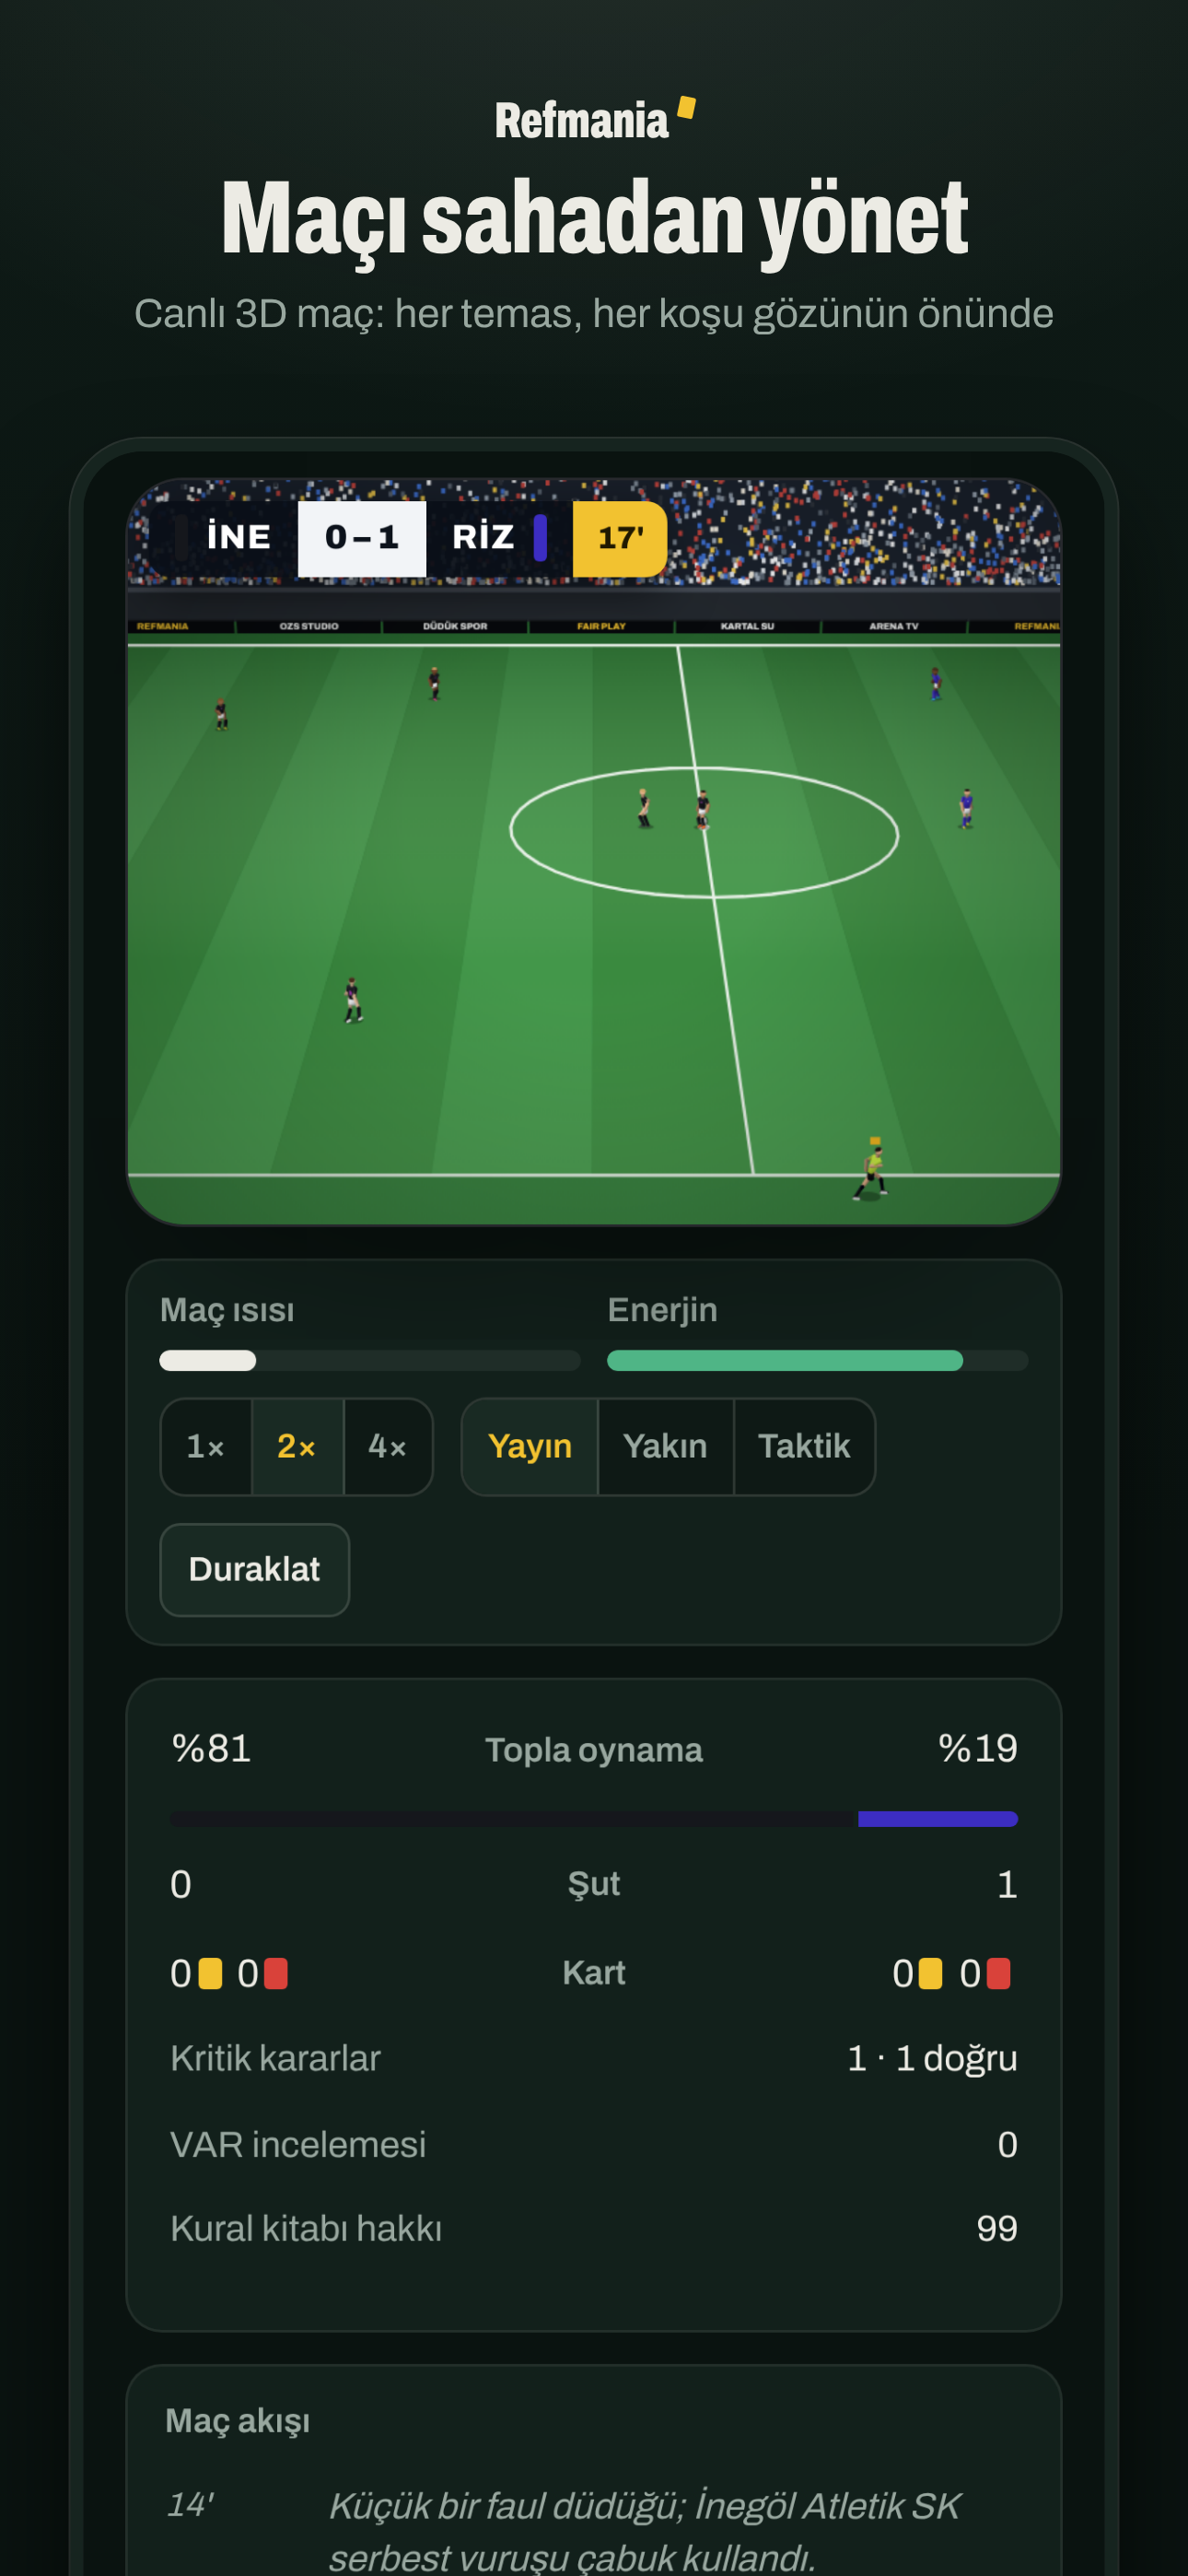 Refmania
Maçı sahadan yönet
Canlı 3D maç: her temas, her koşu gözünün önünde
İNE 0–1 RİZ 17'
REFMANIA OZS STUDIO DÜDÜK SPOR FAIR PLAY KARTAL SU ARENA TV REFMANI
Maç ısısı Enerjin
1× 2× 4× Yayın Yakın Taktik
Duraklat
%81 Topla oynama %19
0 Şut 1
0 0 Kart 0 0
Kritik kararlar 1 · 1 doğru
VAR incelemesi 0
Kural kitabı hakkı 99
Maç akışı
14' Küçük bir faul düdüğü; İnegöl Atletik SK
serbest vuruşu çabuk kullandı.